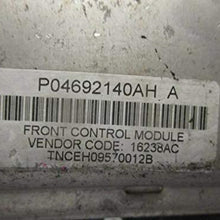 P04692140AH A
FRONT CONTROL MODULE
VENDOR CODE: 16238AC
TNCEH09570012B